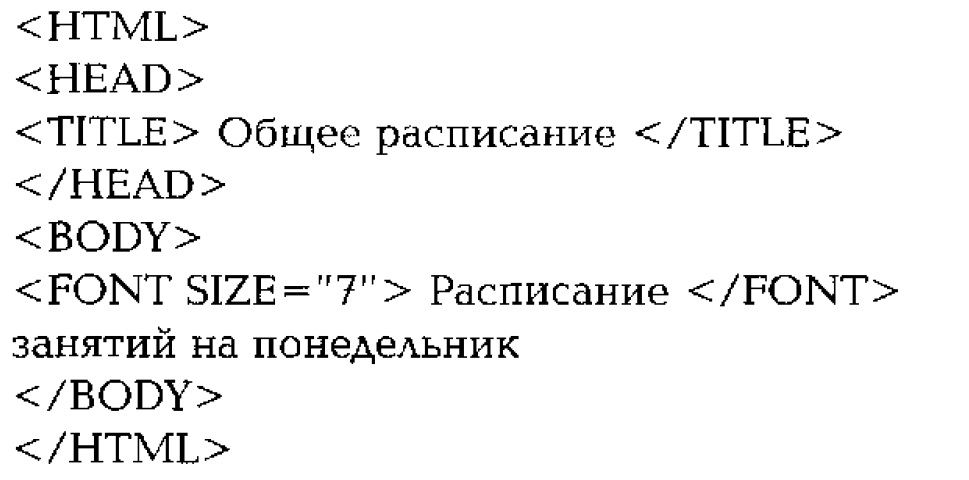 <HTML>
<HEAD>
<TITLE> Общее расписание </TITLE>
</HEAD>
<BODY>
<FONT SIZE="7"> Расписание </FONT>
занятий на понедельник
</BODY>
</HTML>